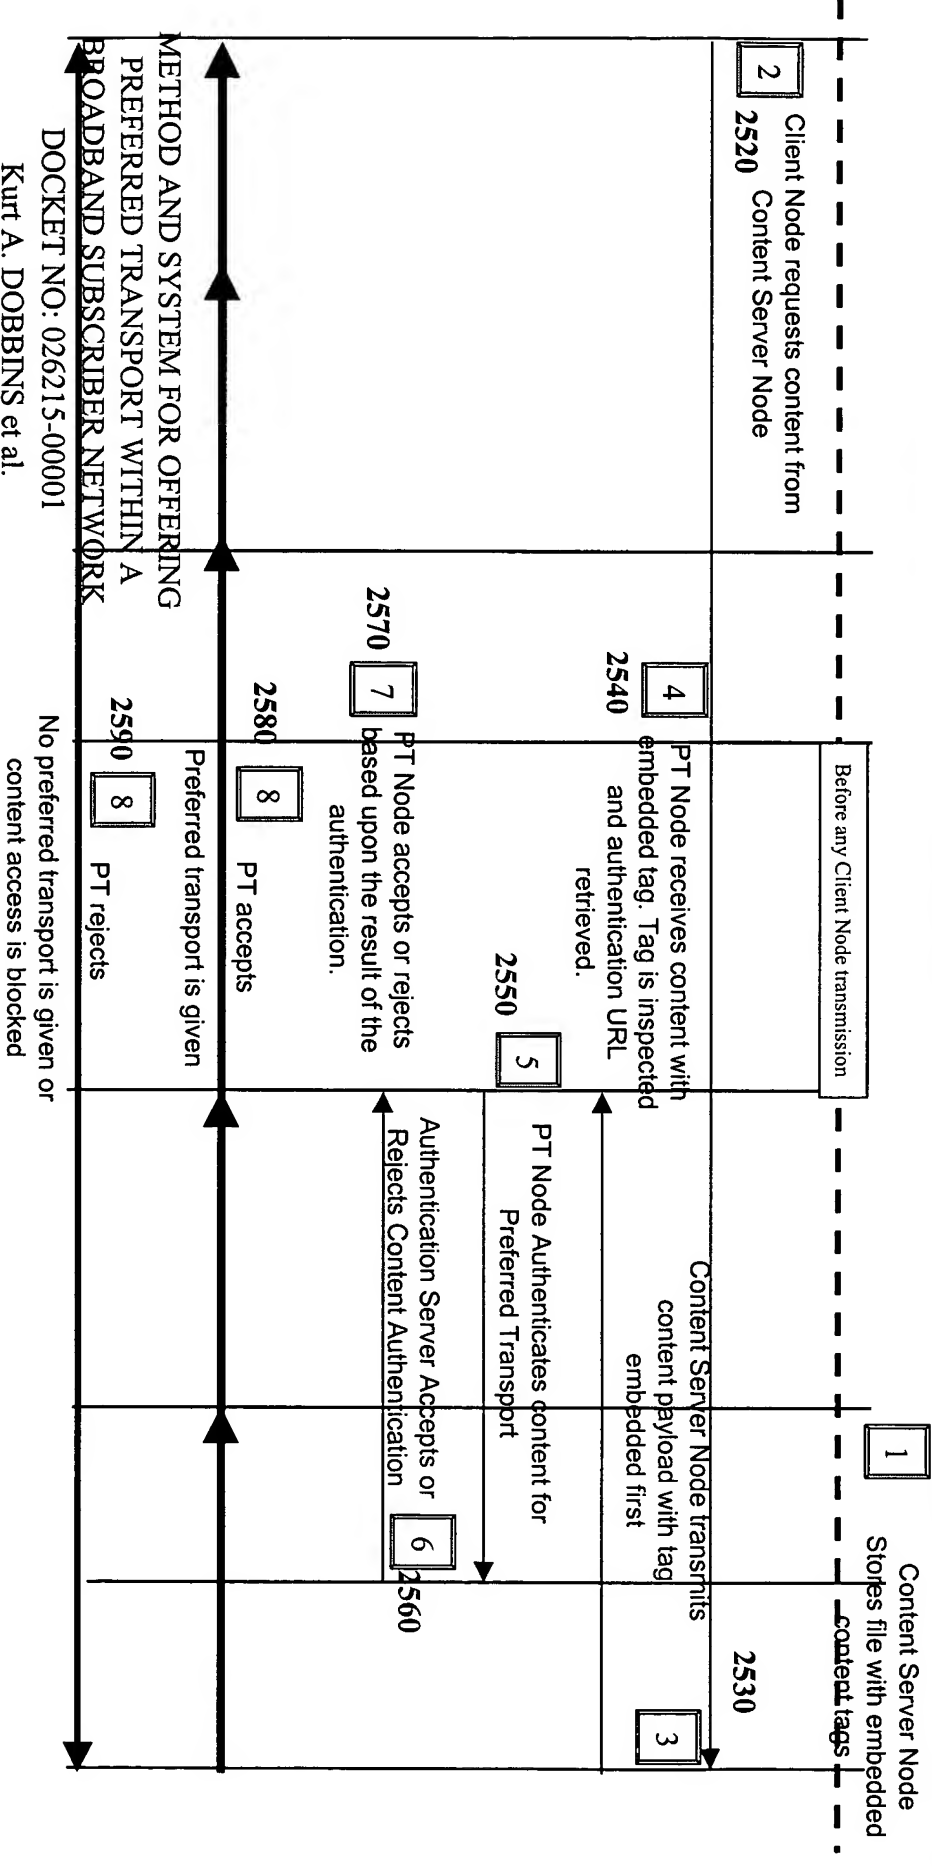 1
Content Server Node
Stores file with embedded
content tags
Before any Client Node transmission
2
2520
Client Node requests content from
Content Server Node
2530
3
Content Server Node transmits
content payload with tag
embedded first
4
2540
PT Node receives content with
embedded tag. Tag is inspected
and authentication URL
retrieved.
2550
5
PT Node Authenticates content for
Preferred Transport
Authentication Server Accepts or
Rejects Content Authentication
6
2560
2570
7
PT Node accepts or rejects
based upon the result of the
authentication.
2580
8
PT accepts
Preferred transport is given
2590
8
PT rejects
No preferred transport is given or
content access is blocked
METHOD AND SYSTEM FOR OFFERING
PREFERRED TRANSPORT WITHIN A
BROADBAND SUBSCRIBER NETWORK
DOCKET NO: 026215-00001
Kurt A. DOBBINS et al.